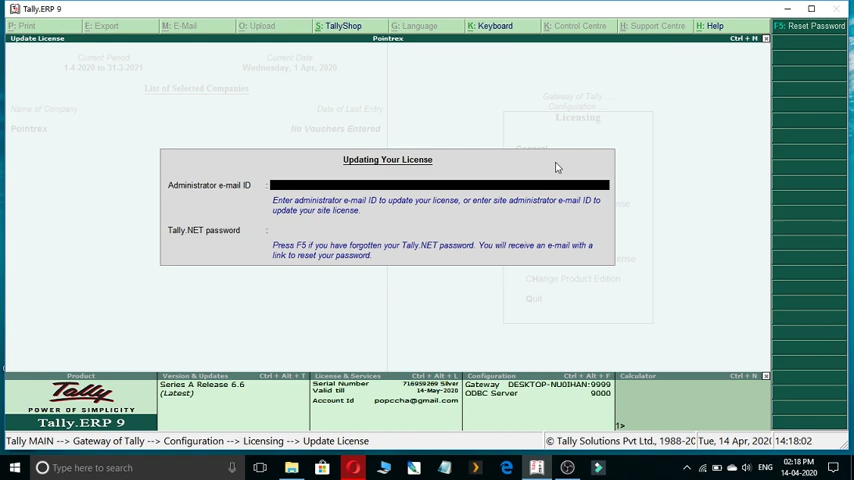 Tally.ERP 9
P: Print E: Export M: E-Mail O: Upload S: TallyShop G: Language K: Keyboard K: Control Centre H: Support Centre H: Help F5: Reset Password
Update License Pointrex Ctrl + M
Current Period Current Date
1-4-2020 to 31-3-2021 Wednesday, 1 Apr, 2020
List of Selected Companies
Name of Company Date of Last Entry
Pointrex No Vouchers Entered
Gateway of Tally ...
Configuration ...
Licensing
General
Updating Your License
Administrator e-mail ID :
Enter administrator e-mail ID to update your license, or enter site administrator e-mail ID to
update your site license.
Tally.NET password :
Press F5 if you have forgotten your Tally.NET password. You will receive an e-mail with a
link to reset your password.
CHange Product Edition
Quit
Product Version & Updates Ctrl + Alt + T License & Services Ctrl + Alt + L Configuration Ctrl + Alt + F Calculator Ctrl + N
Tally
POWER OF SIMPLICITY
Tally.ERP 9
Series A Release 6.6
(Latest)
Serial Number 716959269 Silver
Valid till 14-May-2020
Account Id popccha@gmail.com
Gateway DESKTOP-NU0IHAN:9999
ODBC Server 9000
1>
Tally MAIN --> Gateway of Tally --> Configuration --> Licensing --> Update License © Tally Solutions Pvt Ltd., 1988-20 Tue, 14 Apr, 2020 14:18:02
Type here to search ENG 02:18 PM
14-04-2020